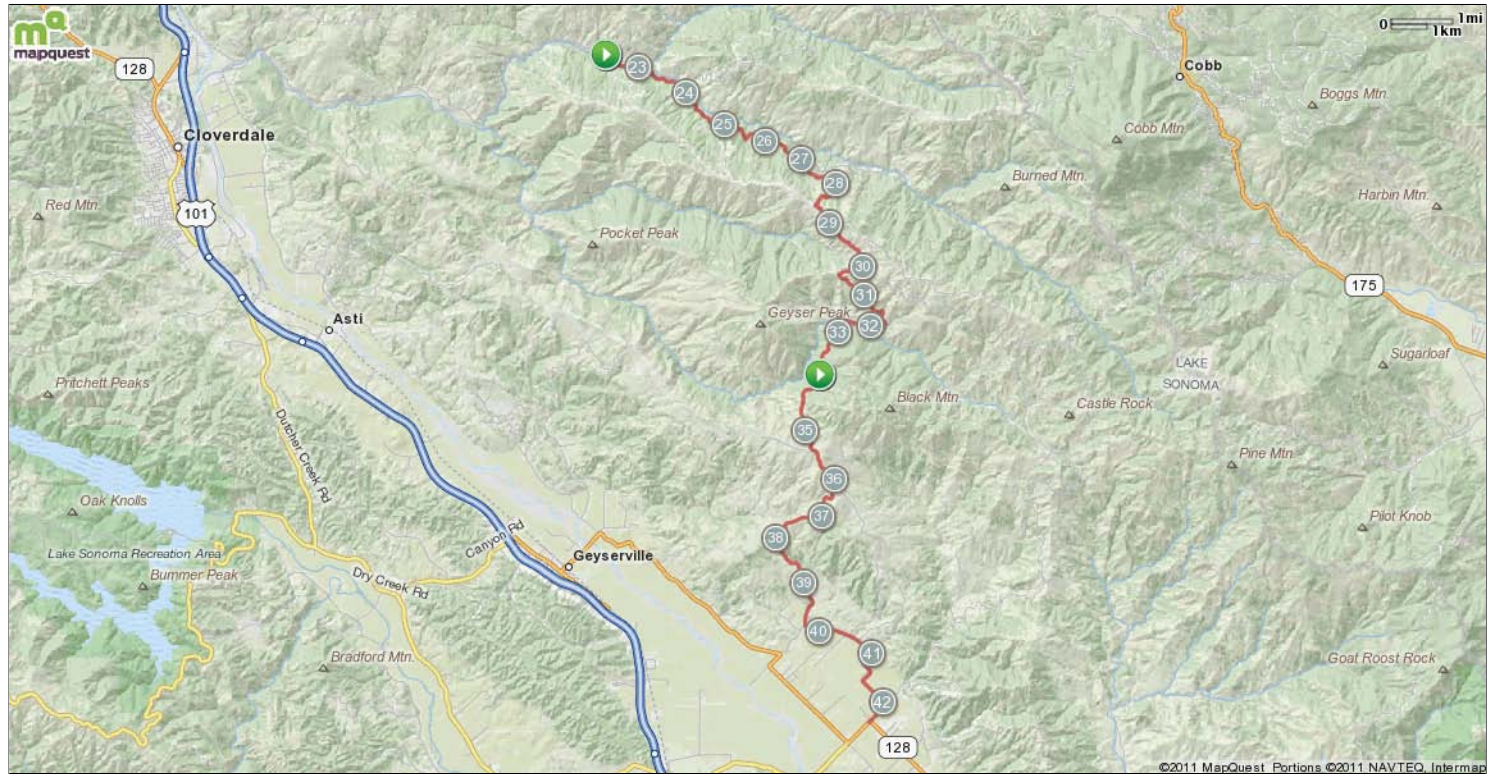 mQ
mapquest
128
0 1mi
1km
Cobb
Boggs Mtn.
23
24
25
26
27
28
29
30
31
32
33
35
36
37
38
39
40
41
42
Cloverdale
Cobb Mtn.
Burned Mtn.
Harbin Mtn.
Red Mtn.
101
Pocket Peak
175
Geyser Peak
Asti
LAKE
SONOMA
Sugarloaf
Pritchett Peaks
Black Mtn.
Castle Rock
Dutcher Creek Rd
Pine Mtn.
Oak Knolls
Pilot Knob
Canyon Rd
Lake Sonoma Recreation Area
Geyserville
Bummer Peak
Dry Creek Rd
Bradford Mtn.
Goat Roost Rock
128
©2011 MapQuest Portions ©2011 NAVTEQ, Intermap